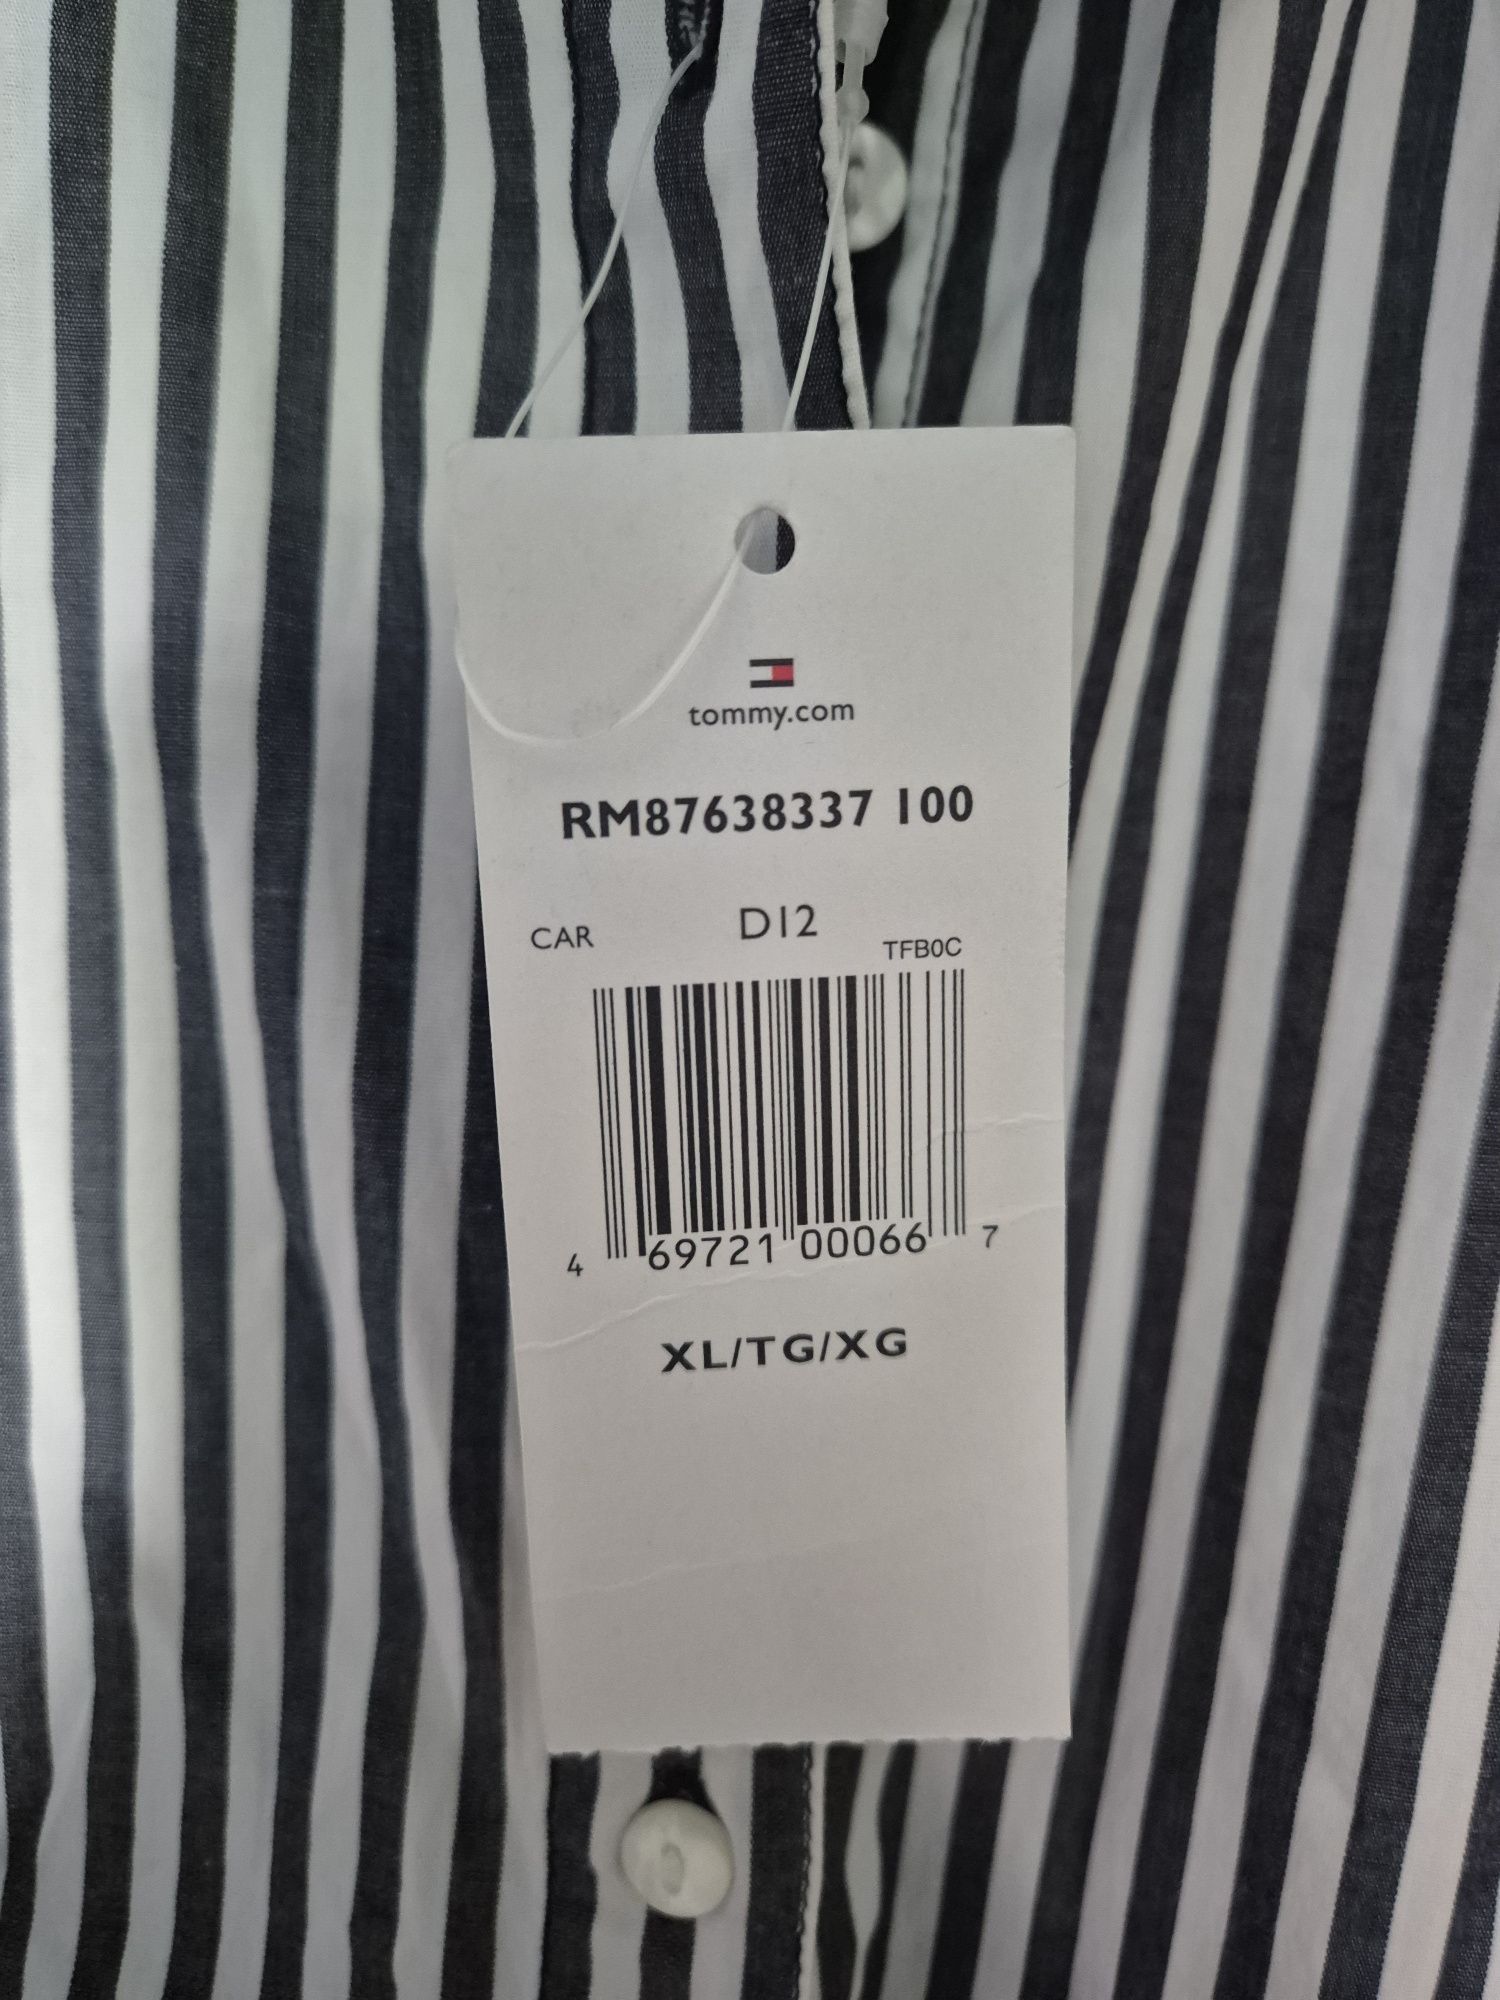 tommy.com
RM87638337 100
CAR D12 TFB0C
4 69721 00066 7
XL/TG/XG